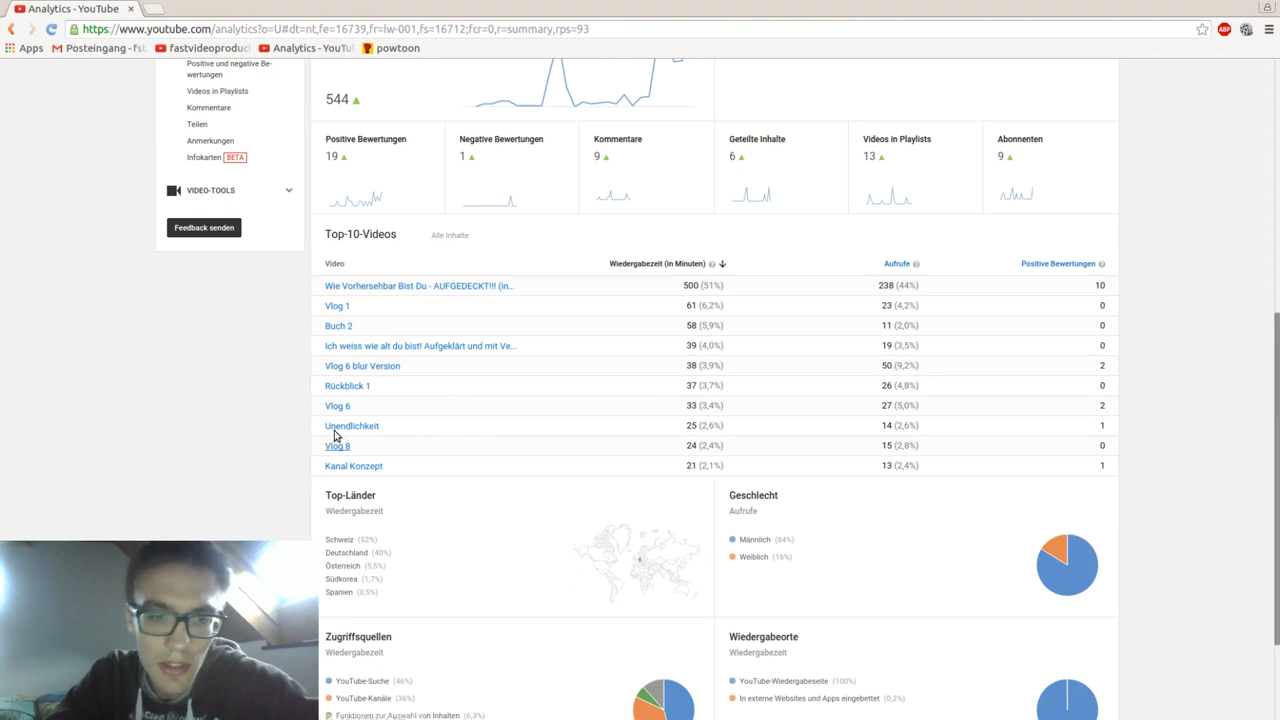 Analytics - YouTube
https://www.youtube.com/analytics?o=U#dt=nt,fe=16739,fr=lw-001,fs=16712;fcr=0,r=summary,rps=93
Apps Posteingang - fst fastvideoproduc Analytics - YouTu powtoon
Positive und negative Be-
wertungen
Videos in Playlists
Kommentare
Teilen
Anmerkungen
Infokarten BETA
VIDEO-TOOLS
Feedback senden
544
Positive Bewertungen Negative Bewertungen Kommentare Geteilte Inhalte Videos in Playlists Abonnenten
19 1 9 6 13 9
Top-10-Videos Alle Inhalte
Video Wiedergabezeit (in Minuten) Aufrufe Positive Bewertungen
Wie Vorhersehbar Bist Du - AUFGEDECKT!!! (in... 500 (51%) 238 (44%) 10
Vlog 1 61 (6,2%) 23 (4,2%) 0
Buch 2 58 (5,9%) 11 (2,0%) 0
Ich weiss wie alt du bist! Aufgeklärt und mit Ve... 39 (4,0%) 19 (3,5%) 0
Vlog 6 blur Version 38 (3,9%) 50 (9,2%) 2
Rückblick 1 37 (3,7%) 26 (4,8%) 0
Vlog 6 33 (3,4%) 27 (5,0%) 2
Unendlichkeit 25 (2,6%) 14 (2,6%) 1
Vlog 8 24 (2,4%) 15 (2,8%) 0
Kanal Konzept 21 (2,1%) 13 (2,4%) 1
Top-Länder Geschlecht
Wiedergabezeit Aufrufe
Schweiz (52%) Männlich (84%)
Deutschland (40%) Weiblich (16%)
Österreich (5,5%)
Südkorea (1,7%)
Spanien (0,5%)
Zugriffsquellen Wiedergabeorte
Wiedergabezeit Wiedergabezeit
YouTube-Suche (46%) YouTube-Wiedergabeseite (100%)
YouTube-Kanäle (36%) In externe Websites und Apps eingebettet (0,2%)
Funktionen zur Auswahl von Inhalten (6,3%)